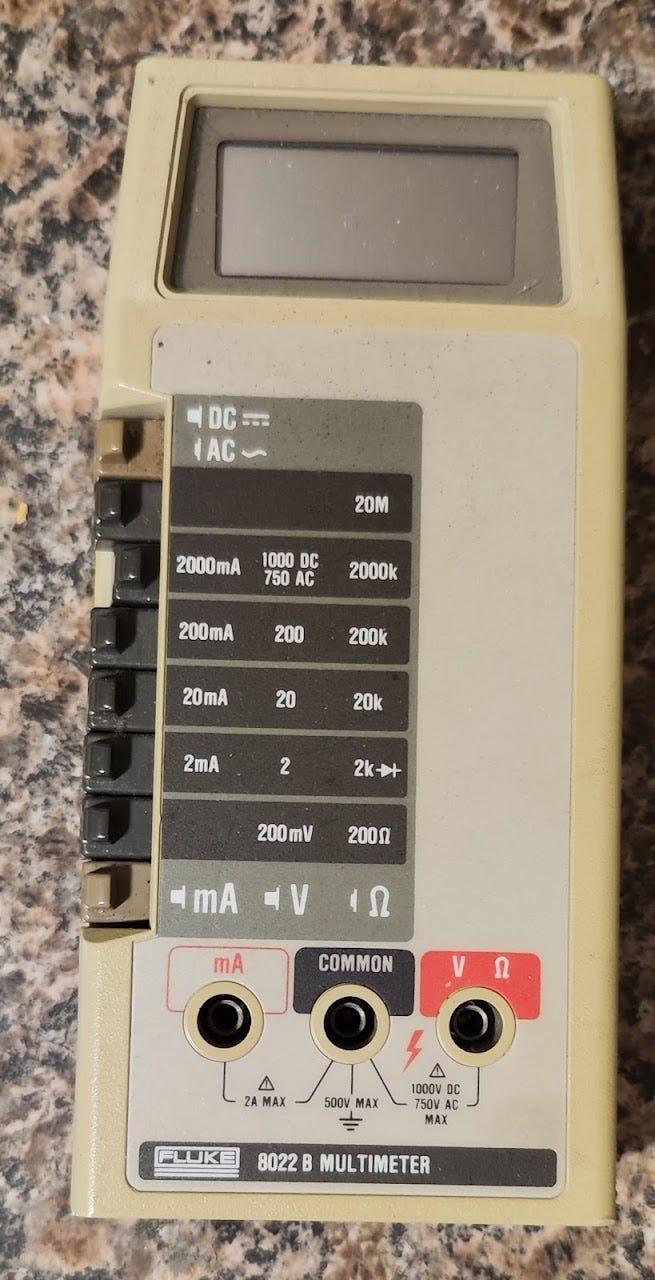 DC
AC
20M
2000mA 1000 DC 2000k
750 AC
200mA 200 200k
20mA 20 20k
2mA 2 2k
200mV 200Ω
mA V Ω
mA COMMON V Ω
2A MAX 500V MAX 1000V DC
750V AC
MAX
FLUKE 8022 B MULTIMETER